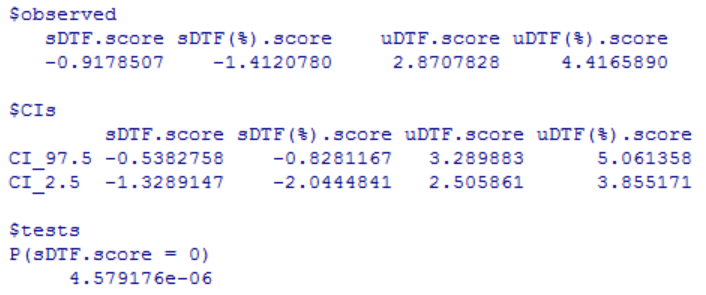 $observed
sDTF.score sDTF(%).score uDTF.score uDTF(%).score
-0.9178507 -1.4120780 2.8707828 4.4165890
$CIs
sDTF.score sDTF(%).score uDTF.score uDTF(%).score
CI_97.5 -0.5382758 -0.8281167 3.289883 5.061358
CI_2.5 -1.3289147 -2.0444841 2.505861 3.855171
$tests
P(sDTF.score = 0)
4.579176e-06